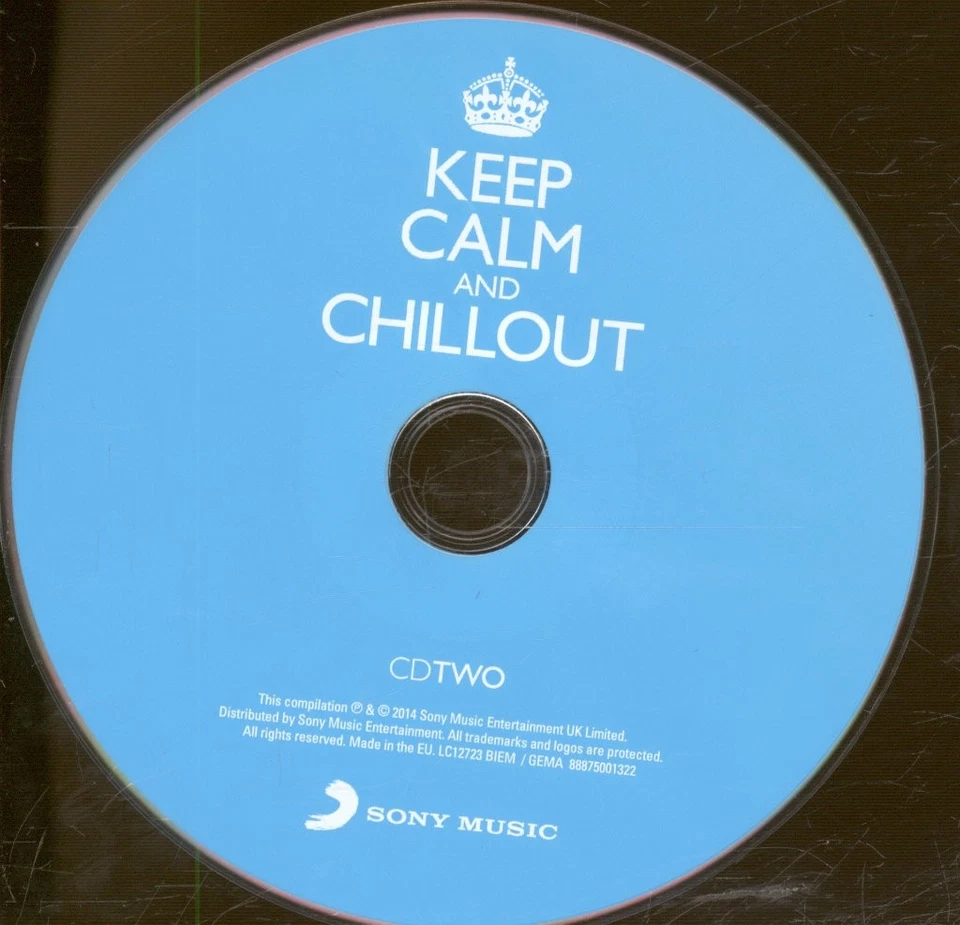 KEEP
CALM
AND
CHILLOUT
CDTWO
This compilation ℗ & © 2014 Sony Music Entertainment UK Limited.
Distributed by Sony Music Entertainment. All trademarks and logos are protected.
All rights reserved. Made in the EU. LC12723 BIEM / GEMA 88875001322
SONY MUSIC